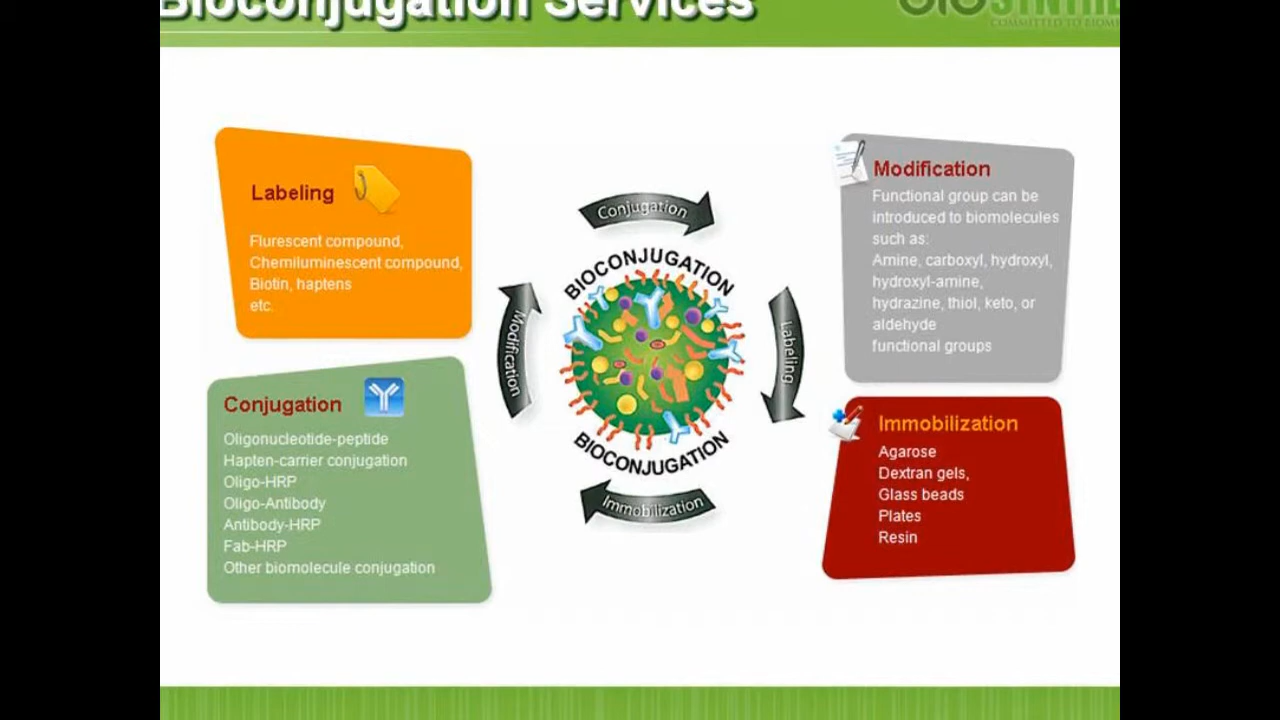 Bioconjugation Services
COMMITTED TO
Labeling
Flurescent compound,
Chemiluminescent compound,
Biotin, haptens
etc.
Conjugation
Oligonucleotide-peptide
Hapten-carrier conjugation
Oligo-HRP
Oligo-Antibody
Antibody-HRP
Fab-HRP
Other biomolecule conjugation
Conjugation
BIOCONJUGATION
Modification
Labeling
BIOCONJUGATION
Immobilization
Modification
Functional group can be
introduced to biomolecules
such as:
Amine, carboxyl, hydroxyl,
hydroxyl-amine,
hydrazine, thiol, keto, or
aldehyde
functional groups
Immobilization
Agarose
Dextran gels,
Glass beads
Plates
Resin